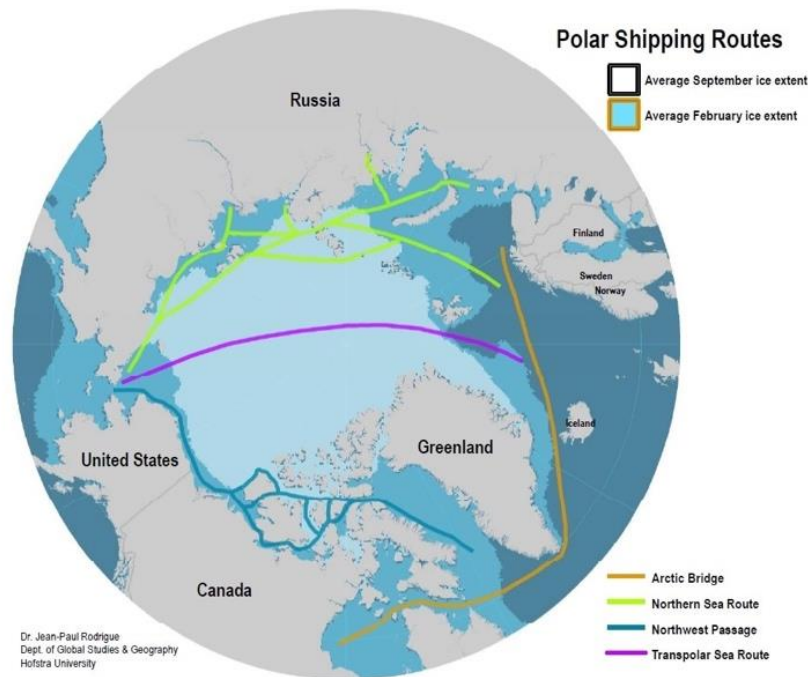 Polar Shipping Routes
Average September ice extent
Average February ice extent
Russia
Finland
Sweden
Norway
Iceland
Greenland
United States
Canada
Arctic Bridge
Northern Sea Route
Northwest Passage
Transpolar Sea Route
Dr. Jean-Paul Rodrigue
Dept. of Global Studies & Geography
Hofstra University